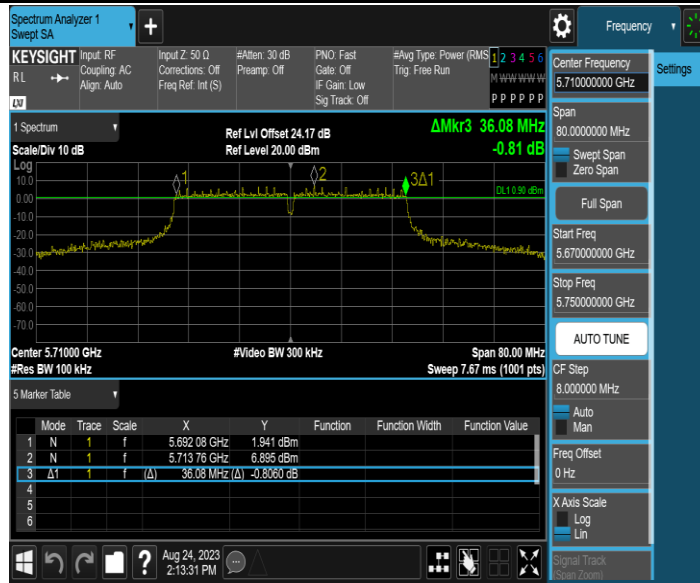 Spectrum Analyzer 1
Swept SA
+
Frequency
KEYSIGHT Input: RF Input Z: 50 Ω #Atten: 30 dB PNO: Fast #Avg Type: Power (RMS 1 2 3 4 5 6
RL Coupling: AC Corrections: Off Preamp: Off Gate: Off Trig: Free Run M W W W W W
Align: Auto Freq Ref: Int (S) IF Gain: Low
LXI Sig Track: Off P P P P P P
Center Frequency
5.710000000 GHz
Settings
Span
80.0000000 MHz
Swept Span
Zero Span
Full Span
Start Freq
5.670000000 GHz
Stop Freq
5.750000000 GHz
AUTO TUNE
CF Step
8.000000 MHz
Auto
Man
Freq Offset
0 Hz
X Axis Scale
Log
Lin
Signal Track
(Span Zoom)
1 Spectrum
Ref Lvl Offset 24.17 dB
ΔMkr3 36.08 MHz
Scale/Div 10 dB
Ref Level 20.00 dBm
-0.81 dB
Log
10.0
0.00
-10.0
-20.0
-30.0
-40.0
-50.0
-60.0
-70.0
1
2
3Δ1
DL1 0.90 dBm
Center 5.71000 GHz #Video BW 300 kHz Span 80.00 MHz
#Res BW 100 kHz Sweep 7.67 ms (1001 pts)
5 Marker Table
Mode Trace Scale X Y Function Function Width Function Value
1 N 1 f 5.692 08 GHz 1.941 dBm
2 N 1 f 5.713 76 GHz 6.895 dBm
3 Δ1 1 f (Δ) 36.08 MHz (Δ) -0.8060 dB
4
5
6
?
Aug 24, 2023
2:13:31 PM